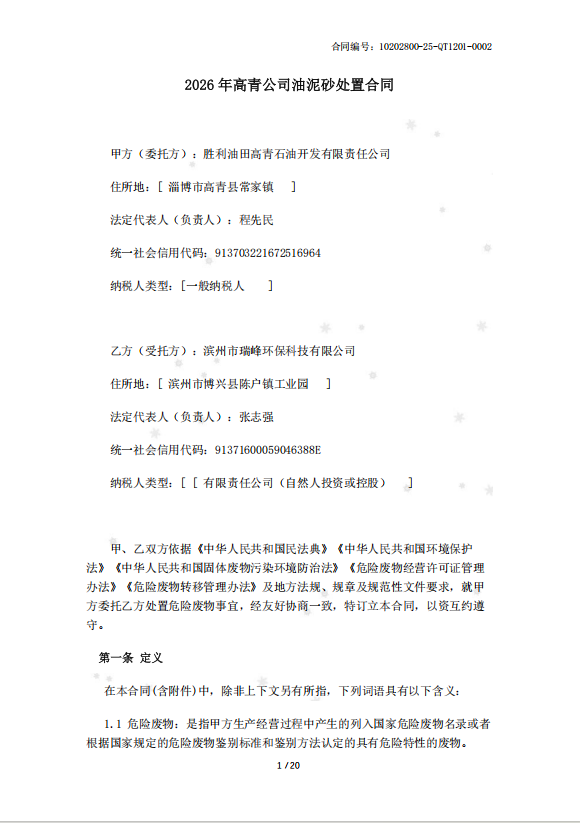 合同编号：10202800-25-QT1201-0002
2026 年高青公司油泥砂处置合同
甲方（委托方）：胜利油田高青石油开发有限责任公司
住所地：[ 淄博市高青县常家镇 ]
法定代表人（负责人）：程先民
统一社会信用代码：913703221672516964
纳税人类型：[一般纳税人 ]
乙方（受托方）：滨州市瑞峰环保科技有限公司
住所地：[ 滨州市博兴县陈户镇工业园 ]
法定代表人（负责人）：张志强
统一社会信用代码：91371600059046388E
纳税人类型：[ [ 有限责任公司（自然人投资或控股） ]
甲、乙双方依据《中华人民共和国民法典》《中华人民共和国环境保护
法》《中华人民共和国固体废物污染环境防治法》《危险废物经营许可证管理
办法》《危险废物转移管理办法》及地方法规、规章及规范性文件要求，就甲
方委托乙方处置危险废物事宜，经友好协商一致，特订立本合同，以资互约遵
守。
第一条 定义
在本合同(含附件)中，除非上下文另有所指，下列词语具有以下含义：
1.1 危险废物：是指甲方生产经营过程中产生的列入国家危险废物名录或者
根据国家规定的危险废物鉴别标准和鉴别方法认定的具有危险特性的废物。
1 / 20